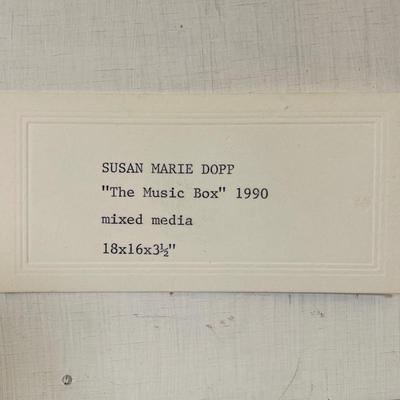 SUSAN MARIE DOPP
"The Music Box" 1990
mixed media
18x16x3½"